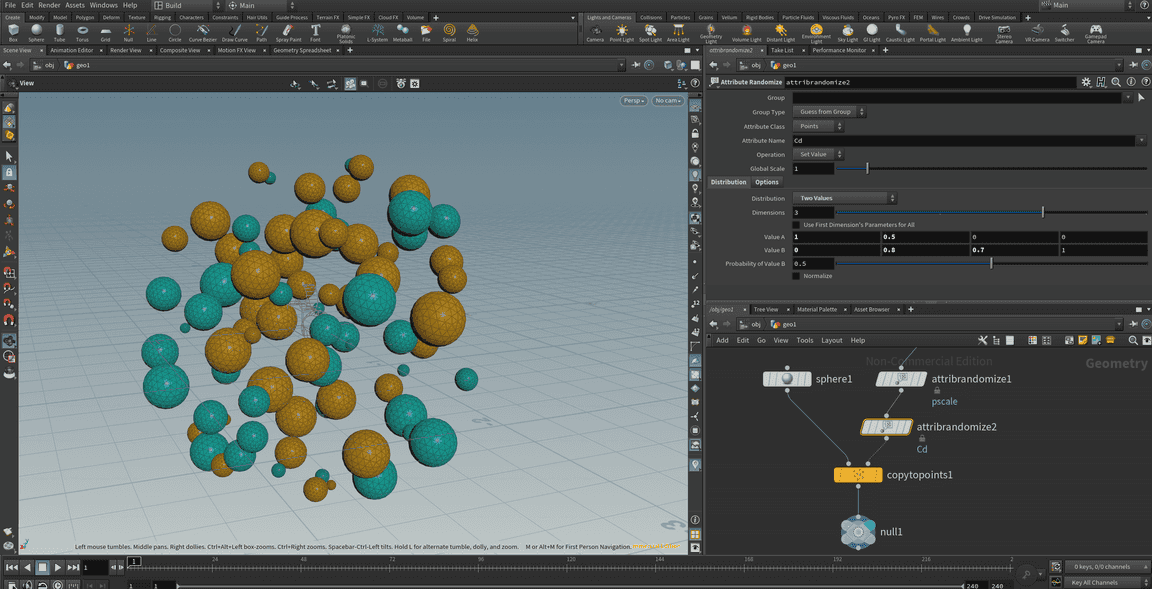 File Edit Render Assets Windows Help Build Main Main
Create Modify Model Polygon Deform Texture Rigging Characters Constraints Hair Utils Guide Process Terrain FX Simple FX Cloud FX Volume
Lights and Cameras Collisions Particles Grains Vellum Rigid Bodies Particle Fluids Viscous Fluids Oceans Pyro FX FEM Wires Crowds Drive Simulation
Box Sphere Tube Torus Grid Null Line Circle Curve Bezier Draw Curve Path Spray Paint Font Platonic Solids L-System Metaball File Spiral Helix
Camera Point Light Spot Light Area Light Geometry Light Volume Light Distant Light Environment Light Sky Light GI Light Caustic Light Portal Light Ambient Light Stereo Camera VR Camera Switcher Gamepad Camera
Scene View Animation Editor Render View Composite View Motion FX View Geometry Spreadsheet
attribrandomize2 Take List Performance Monitor
obj geo1
obj geo1
View
Persp No cam
Attribute Randomize attribrandomize2
Group
Group Type Guess from Group
Attribute Class Points
Attribute Name Cd
Operation Set Value
Global Scale 1
Distribution Options
Distribution Two Values
Dimensions 3
Use First Dimension's Parameters for All
Value A 1 0.5 0 0
Value B 0 0.8 0.7 1
Probability of Value B 0.5
Normalize
/obj/geo1 Tree View Material Palette Asset Browser
obj geo1
Add Edit Go View Tools Layout Help
Non-Commercial Edition
Geometry
sphere1
attribrandomize1
pscale
attribrandomize2
Cd
copytopoints1
null1
Left mouse tumbles. Middle pans. Right dollies. Ctrl+Alt+Left box-zooms. Ctrl+Right zooms. Spacebar-Ctrl-Left tilts. Hold L for alternate tumble, dolly, and zoom. M or Alt+M for First Person Navigation.
1 1 24 48 72 96 120 144 168 192 216 2
0 keys, 0/0 channels
1 1 240 240
Key All Channels